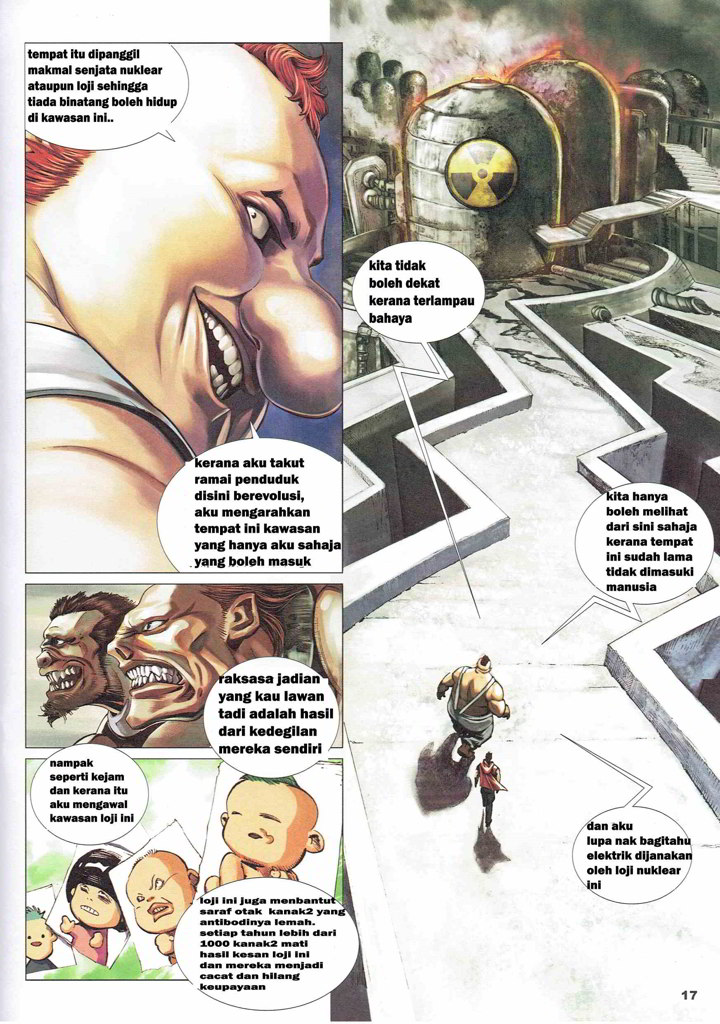 tempat itu dipanggil
makmal senjata nuklear
ataupun loji sehingga
tiada binatang boleh hidup
di kawasan ini..
kerana aku takut
ramai penduduk
disini berevolusi,
aku mengarahkan
tempat ini kawasan
yang hanya aku sahaja
yang boleh masuk
kita tidak
boleh dekat
kerana terlampau
bahaya
kita hanya
boleh melihat
dari sini sahaja
kerana tempat
ini sudah lama
tidak dimasuki
manusia
raksasa jadian
yang kau lawan
tadi adalah hasil
dari kedegilan
mereka sendiri
nampak
seperti kejam
dan kerana itu
aku mengawal
kawasan loji ini
loji ini juga menbantut
saraf otak kanak2 yang
antibodinya lemah.
setiap tahun lebih dari
1000 kanak2 mati
hasil kesan loji ini
dan mereka menjadi
cacat dan hilang
keupayaan
dan aku
lupa nak bagitahu
elektrik dijanakan
oleh loji nuklear
ini
17